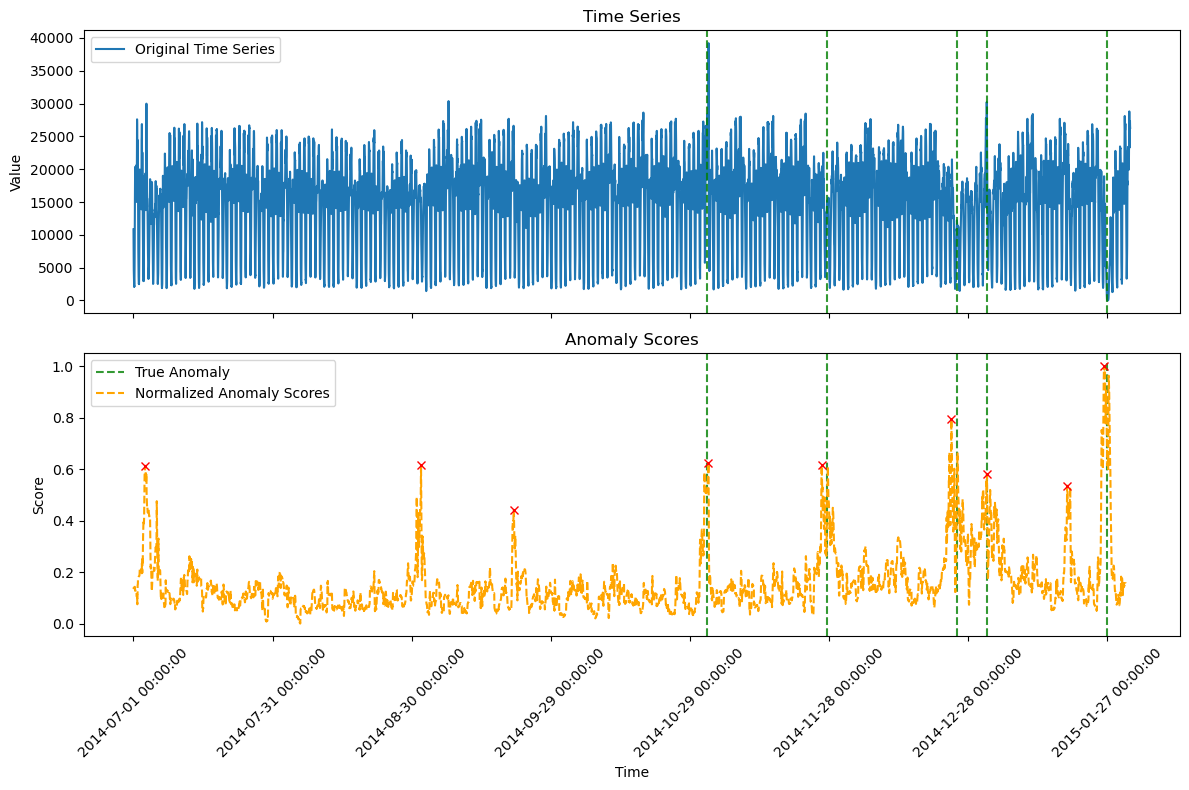 Time Series
Original Time Series
Value
40000
35000
30000
25000
20000
15000
10000
5000
0
Anomaly Scores
True Anomaly
Normalized Anomaly Scores
Score
1.0
0.8
0.6
0.4
0.2
0.0
2014-07-01 00:00:00
2014-07-31 00:00:00
2014-08-30 00:00:00
2014-09-29 00:00:00
2014-10-29 00:00:00
2014-11-28 00:00:00
2014-12-28 00:00:00
2015-01-27 00:00:00
Time